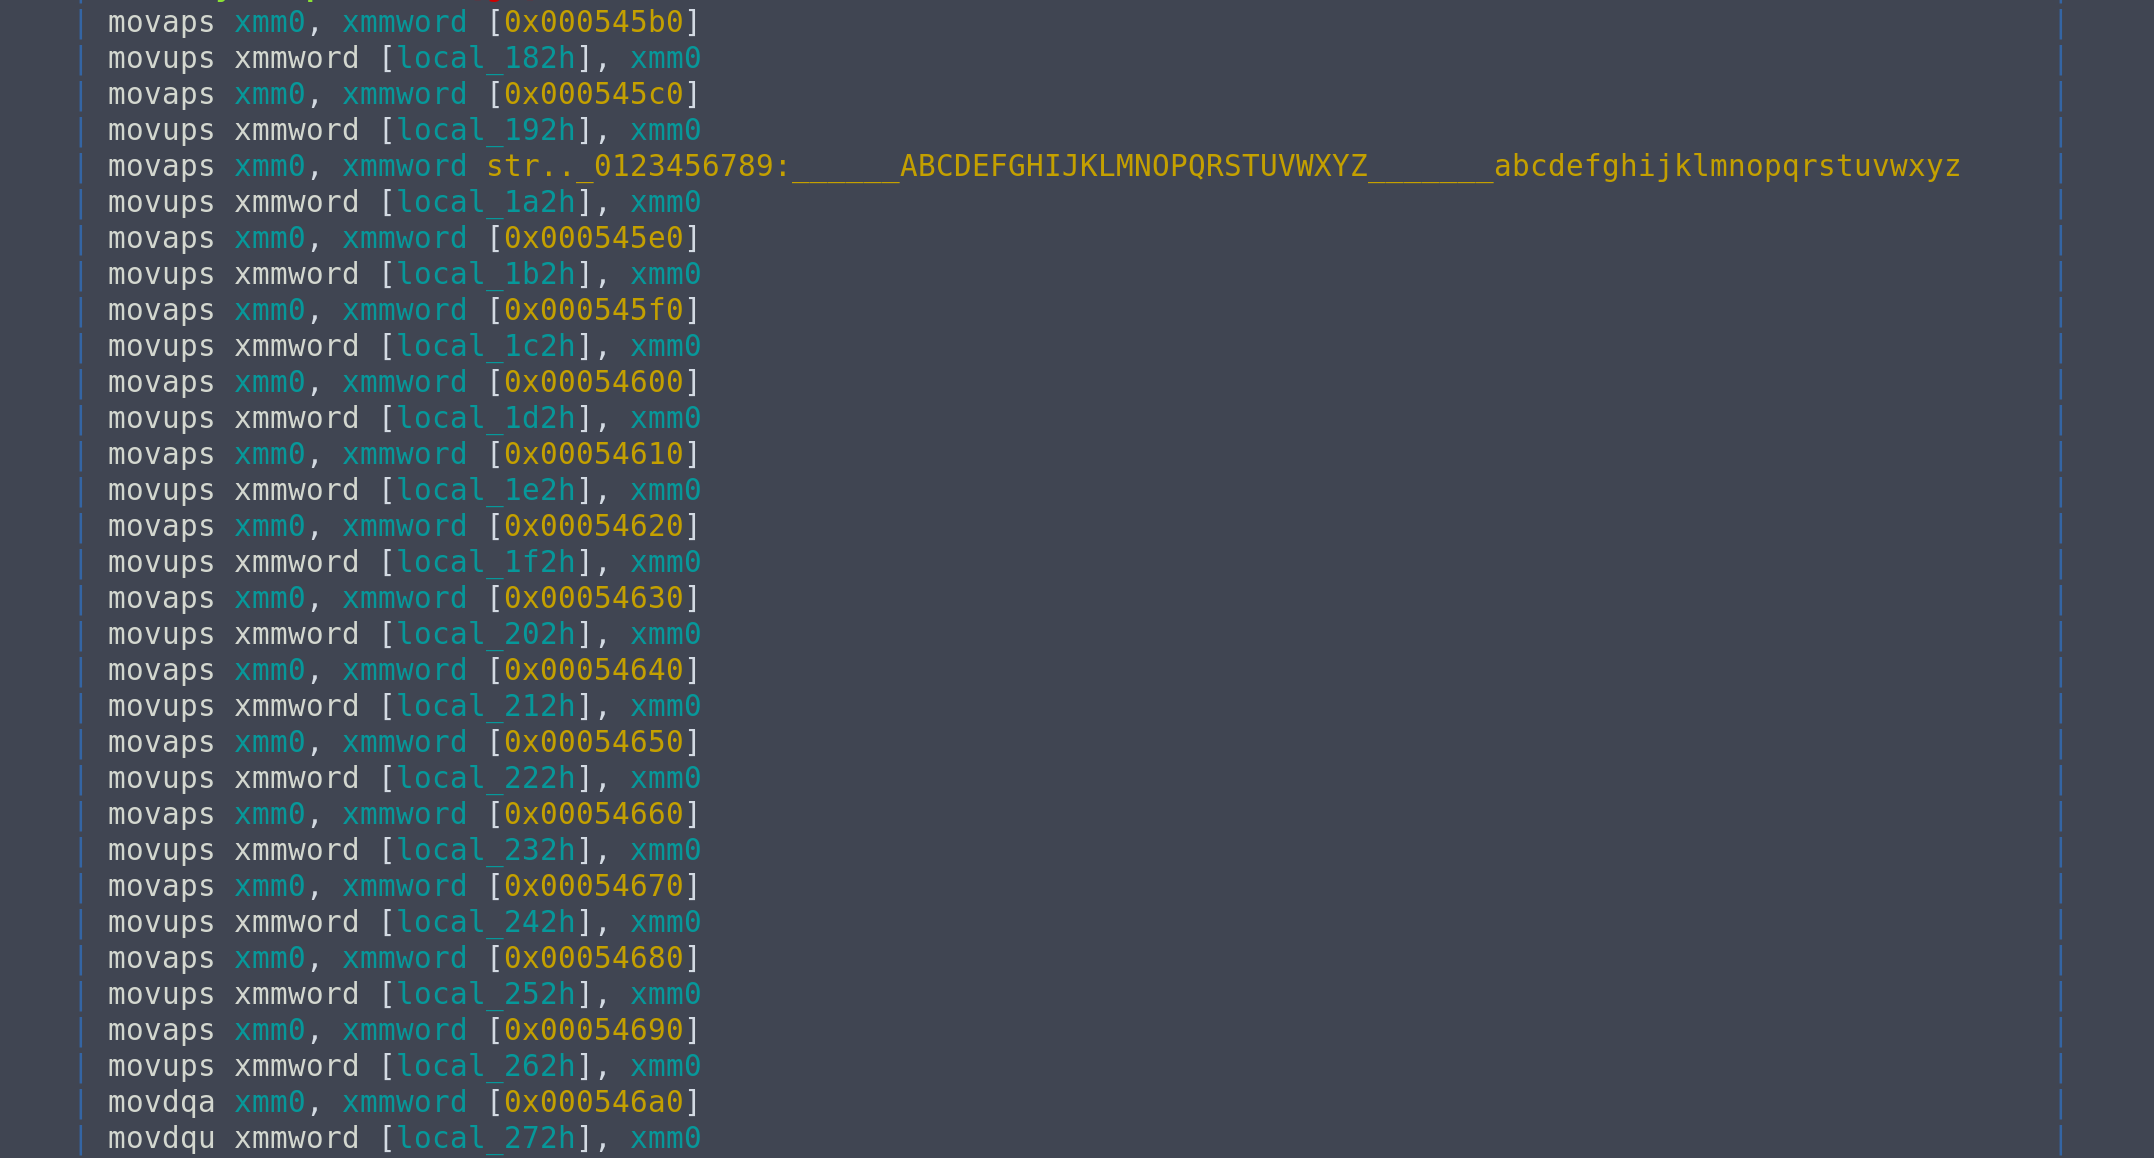 movaps xmm0, xmmword [0x000545b0]
movups xmmword [local_182h], xmm0
movaps xmm0, xmmword [0x000545c0]
movups xmmword [local_192h], xmm0
movaps xmm0, xmmword str.._0123456789:______ABCDEFGHIJKLMNOPQRSTUVWXYZ_______abcdefghijklmnopqrstuvwxyz
movups xmmword [local_1a2h], xmm0
movaps xmm0, xmmword [0x000545e0]
movups xmmword [local_1b2h], xmm0
movaps xmm0, xmmword [0x000545f0]
movups xmmword [local_1c2h], xmm0
movaps xmm0, xmmword [0x00054600]
movups xmmword [local_1d2h], xmm0
movaps xmm0, xmmword [0x00054610]
movups xmmword [local_1e2h], xmm0
movaps xmm0, xmmword [0x00054620]
movups xmmword [local_1f2h], xmm0
movaps xmm0, xmmword [0x00054630]
movups xmmword [local_202h], xmm0
movaps xmm0, xmmword [0x00054640]
movups xmmword [local_212h], xmm0
movaps xmm0, xmmword [0x00054650]
movups xmmword [local_222h], xmm0
movaps xmm0, xmmword [0x00054660]
movups xmmword [local_232h], xmm0
movaps xmm0, xmmword [0x00054670]
movups xmmword [local_242h], xmm0
movaps xmm0, xmmword [0x00054680]
movups xmmword [local_252h], xmm0
movaps xmm0, xmmword [0x00054690]
movups xmmword [local_262h], xmm0
movdqa xmm0, xmmword [0x000546a0]
movdqu xmmword [local_272h], xmm0